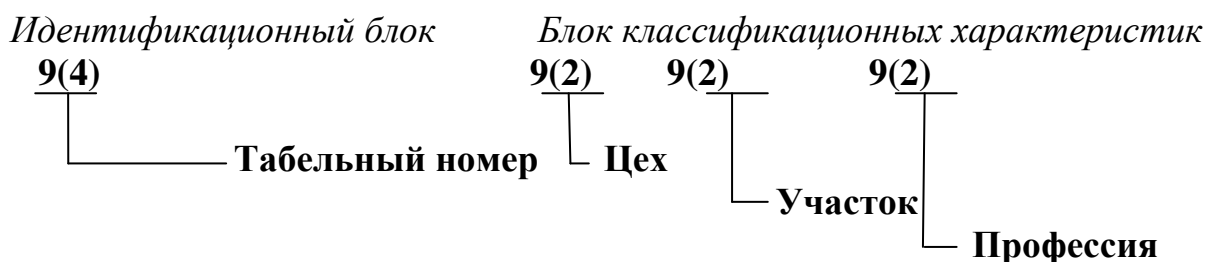 Идентификационный блок Блок классификационных характеристик
9(4) 9(2) 9(2) 9(2)
Табельный номер Цех
Участок
Профессия